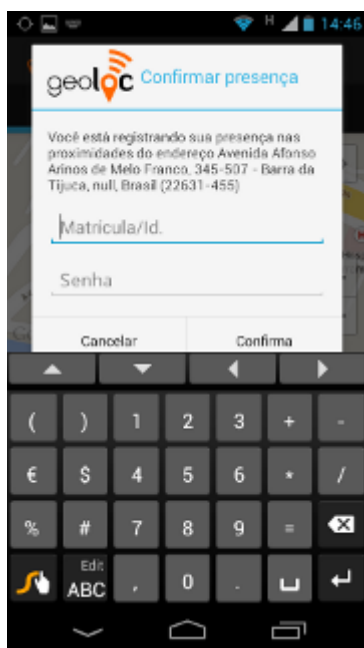 H 14:46
geoloc Confirmar presença
Você está registrando sua presença nas
proximidades do endereço Avenida Afonso
Arinos de Melo Franco, 345-507 - Barra da
Tijuca, null, Brasil (22631-455)
Matrícula/Id.
Senha
Cancelar Confirma
( ) 1 2 3 + -
€ $ 4 5 6 * /
% # 7 8 9 =
Edit
ABC , 0 .